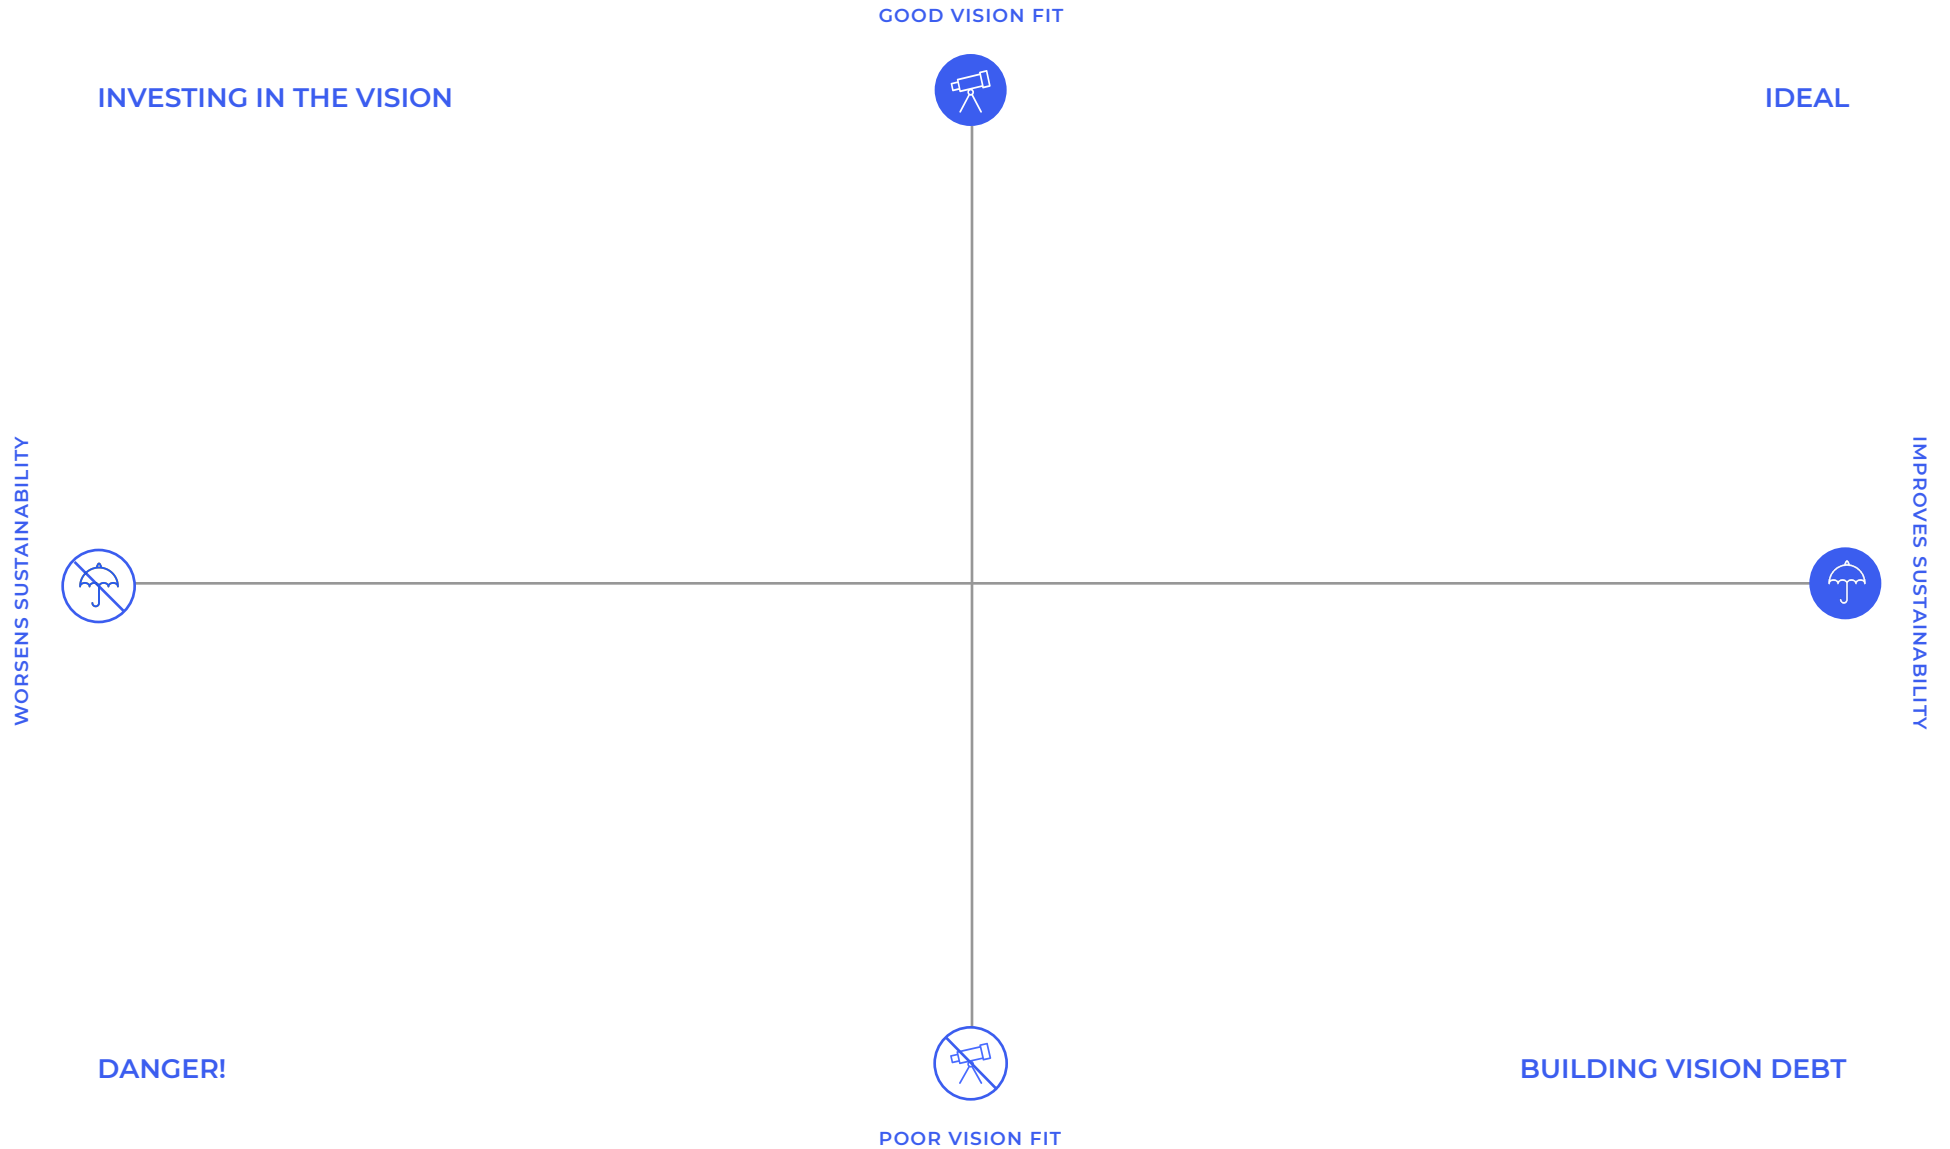 GOOD VISION FIT
INVESTING IN THE VISION
IDEAL
WORSENS SUSTAINABILITY
IMPROVES SUSTAINABILITY
DANGER!
BUILDING VISION DEBT
POOR VISION FIT